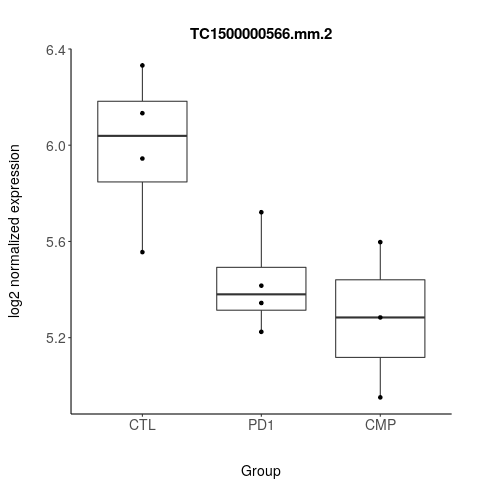 TC1500000566.mm.2
log2 normalized expression
6.4
6.0
5.6
5.2
CTL PD1 CMP
Group